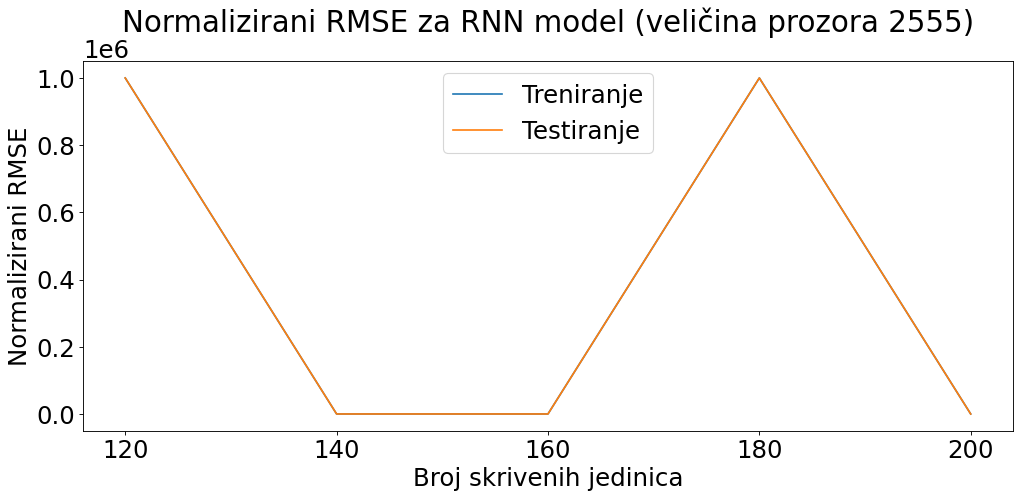 Normalizirani RMSE za RNN model (veličina prozora 2555)
1e6
1.0
0.8
0.6
0.4
0.2
0.0
Normalizirani RMSE
Treniranje
Testiranje
120 140 160 180 200
Broj skrivenih jedinica